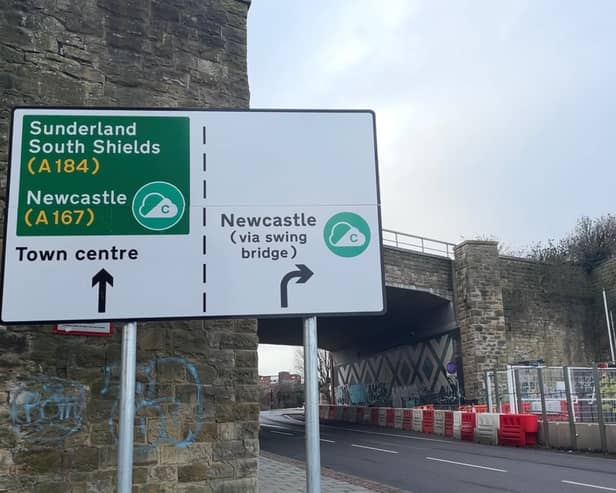 Sunderland
South Shields
(A184)
Newcastle
(A167)
C
Town centre
Newcastle
(via swing
bridge)
C